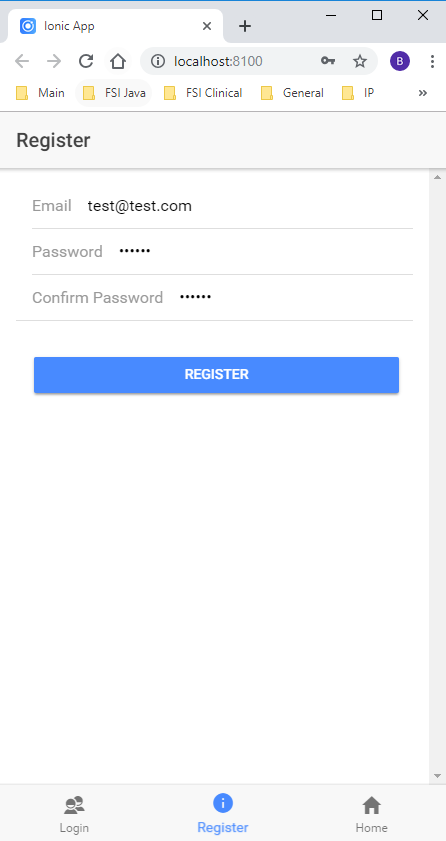 Ionic App
localhost:8100
B
Main FSI Java FSI Clinical General IP »
Register
Email test@test.com
Password ••••••
Confirm Password ••••••
REGISTER
Login Register Home